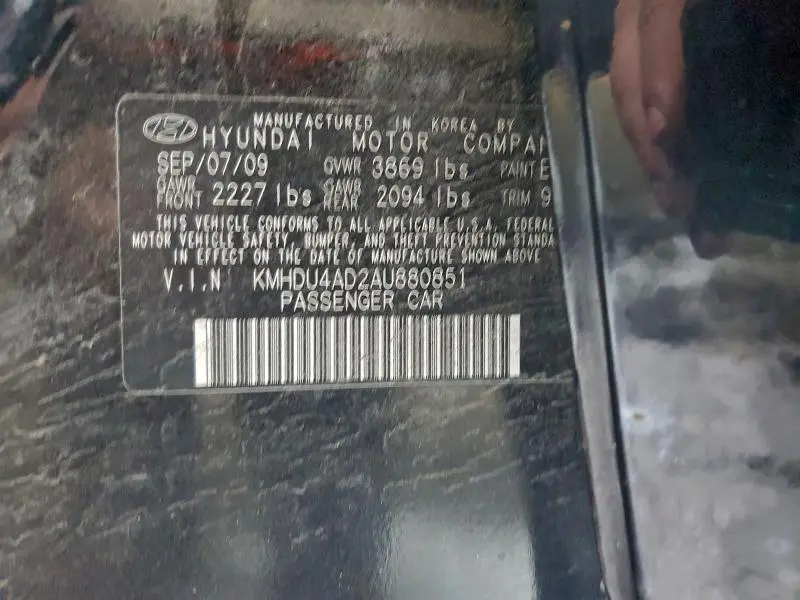 MANUFACTURED IN KOREA BY
HYUNDAI MOTOR COMPAN
SEP/07/09 GVWR 3869 lbs PAINT E
GAWR FRONT 2227 lbs GAWR REAR 2094 lbs TRIM 9
THIS VEHICLE CONFORMS TO ALL APPLICABLE U.S.A. FEDERAL
MOTOR VEHICLE SAFETY, BUMPER, AND THEFT PREVENTION STANDA
IN EFFECT ON THE DATE OF MANUFACTURE SHOWN ABOVE
V.I.N KMHDU4AD2AU880851
PASSENGER CAR